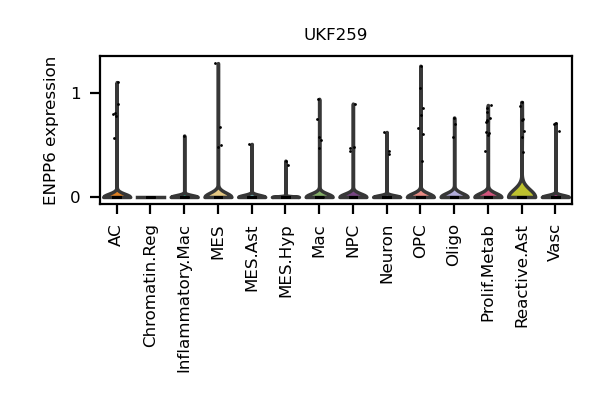 UKF259
ENPP6 expression
1
0
AC
Chromatin.Reg
Inflammatory.Mac
MES
MES.Ast
MES.Hyp
Mac
NPC
Neuron
OPC
Oligo
Prolif.Metab
Reactive.Ast
Vasc